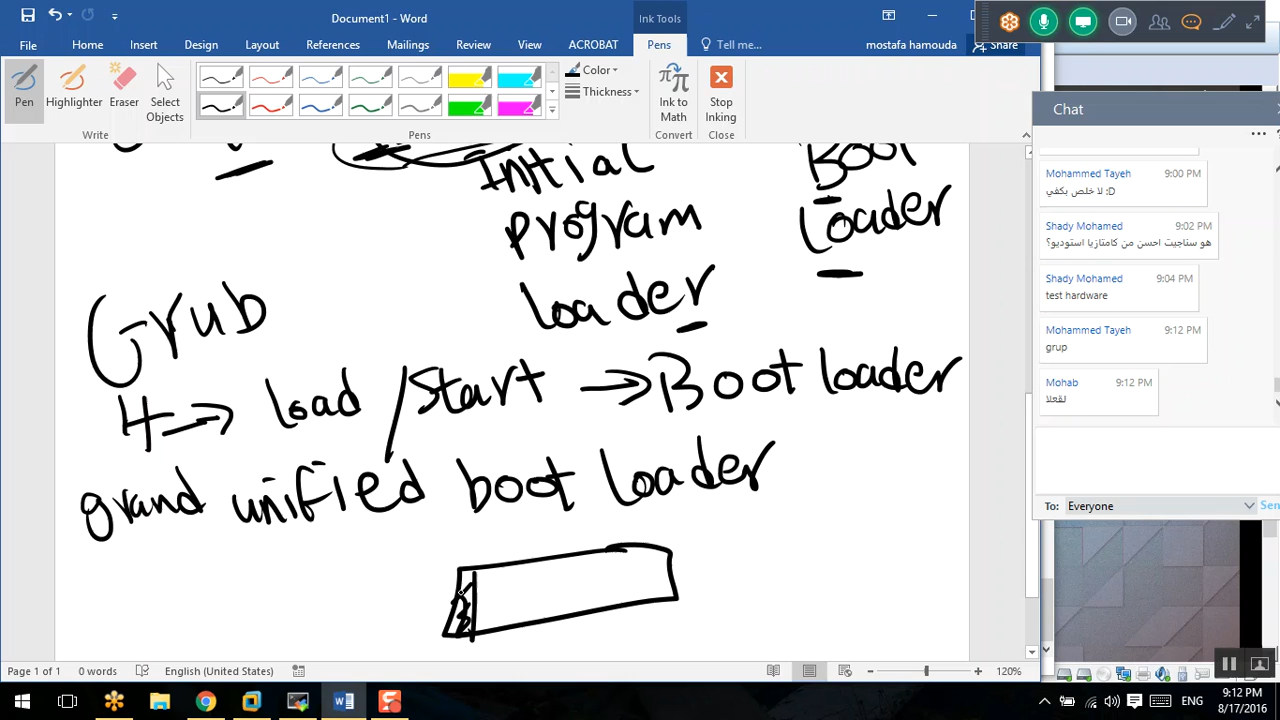 Document1 - Word
Ink Tools
File
Home
Insert
Design
Layout
References
Mailings
Review
View
ACROBAT
Pens
Tell me...
mostafa hamouda
Share
Pen
Highlighter
Eraser
Select Objects
Color
Thickness
Ink to Math
Stop Inking
Write
Pens
Convert
Close
Initial
program
loader
Boot
Loader
Grub
4 → load / Start → Boot loader
grand unified boot loader
Chat
Mohammed Tayeh 9:00 PM
لا خلص بكفي :D
Shady Mohamed 9:02 PM
هو سناجيت احسن من كامتازيا استوديو؟
Shady Mohamed 9:04 PM
test hardware
Mohammed Tayeh 9:12 PM
grup
Mohab 9:12 PM
لقعلا
To: Everyone
Sen
Page 1 of 1
0 words
English (United States)
120%
ENG
9:12 PM
8/17/2016